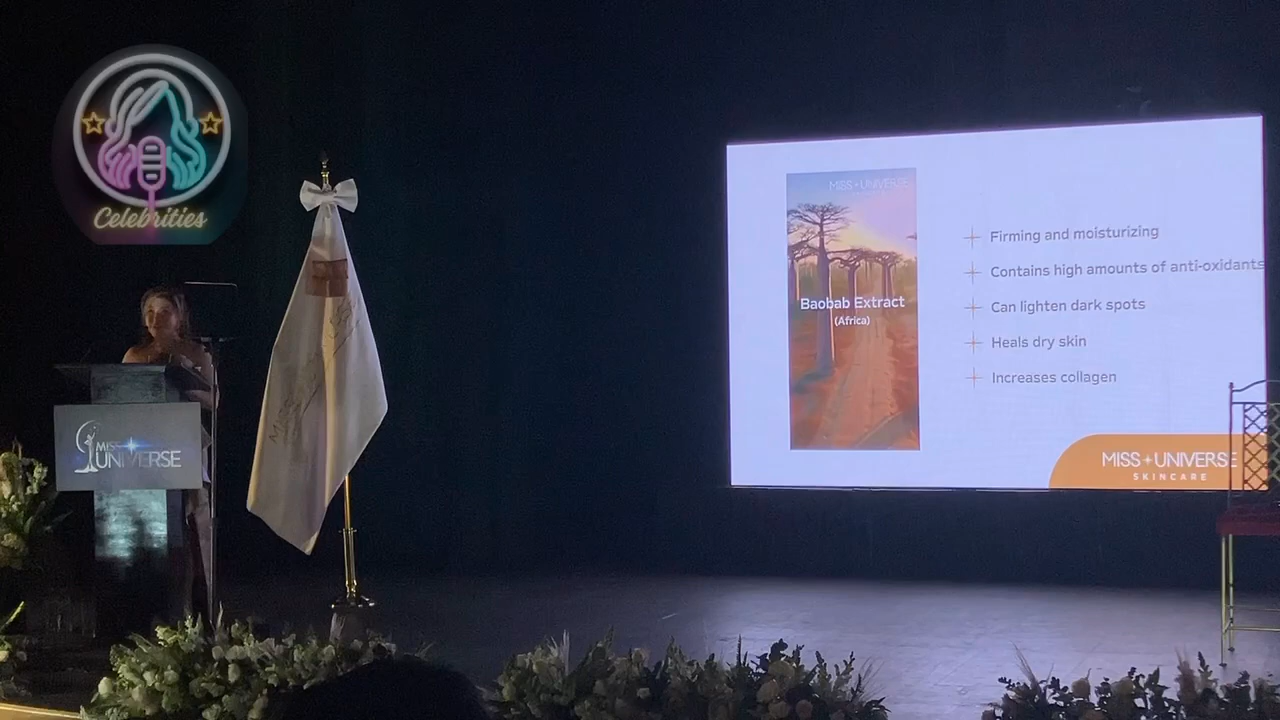 Celebrities
MISS
UNIVERSE
MISS UNIVERSE
Baobab Extract
(Africa)
Firming and moisturizing
Contains high amounts of anti-oxidants
Can lighten dark spots
Heals dry skin
Increases collagen
MISS UNIVERSE
SKINCARE